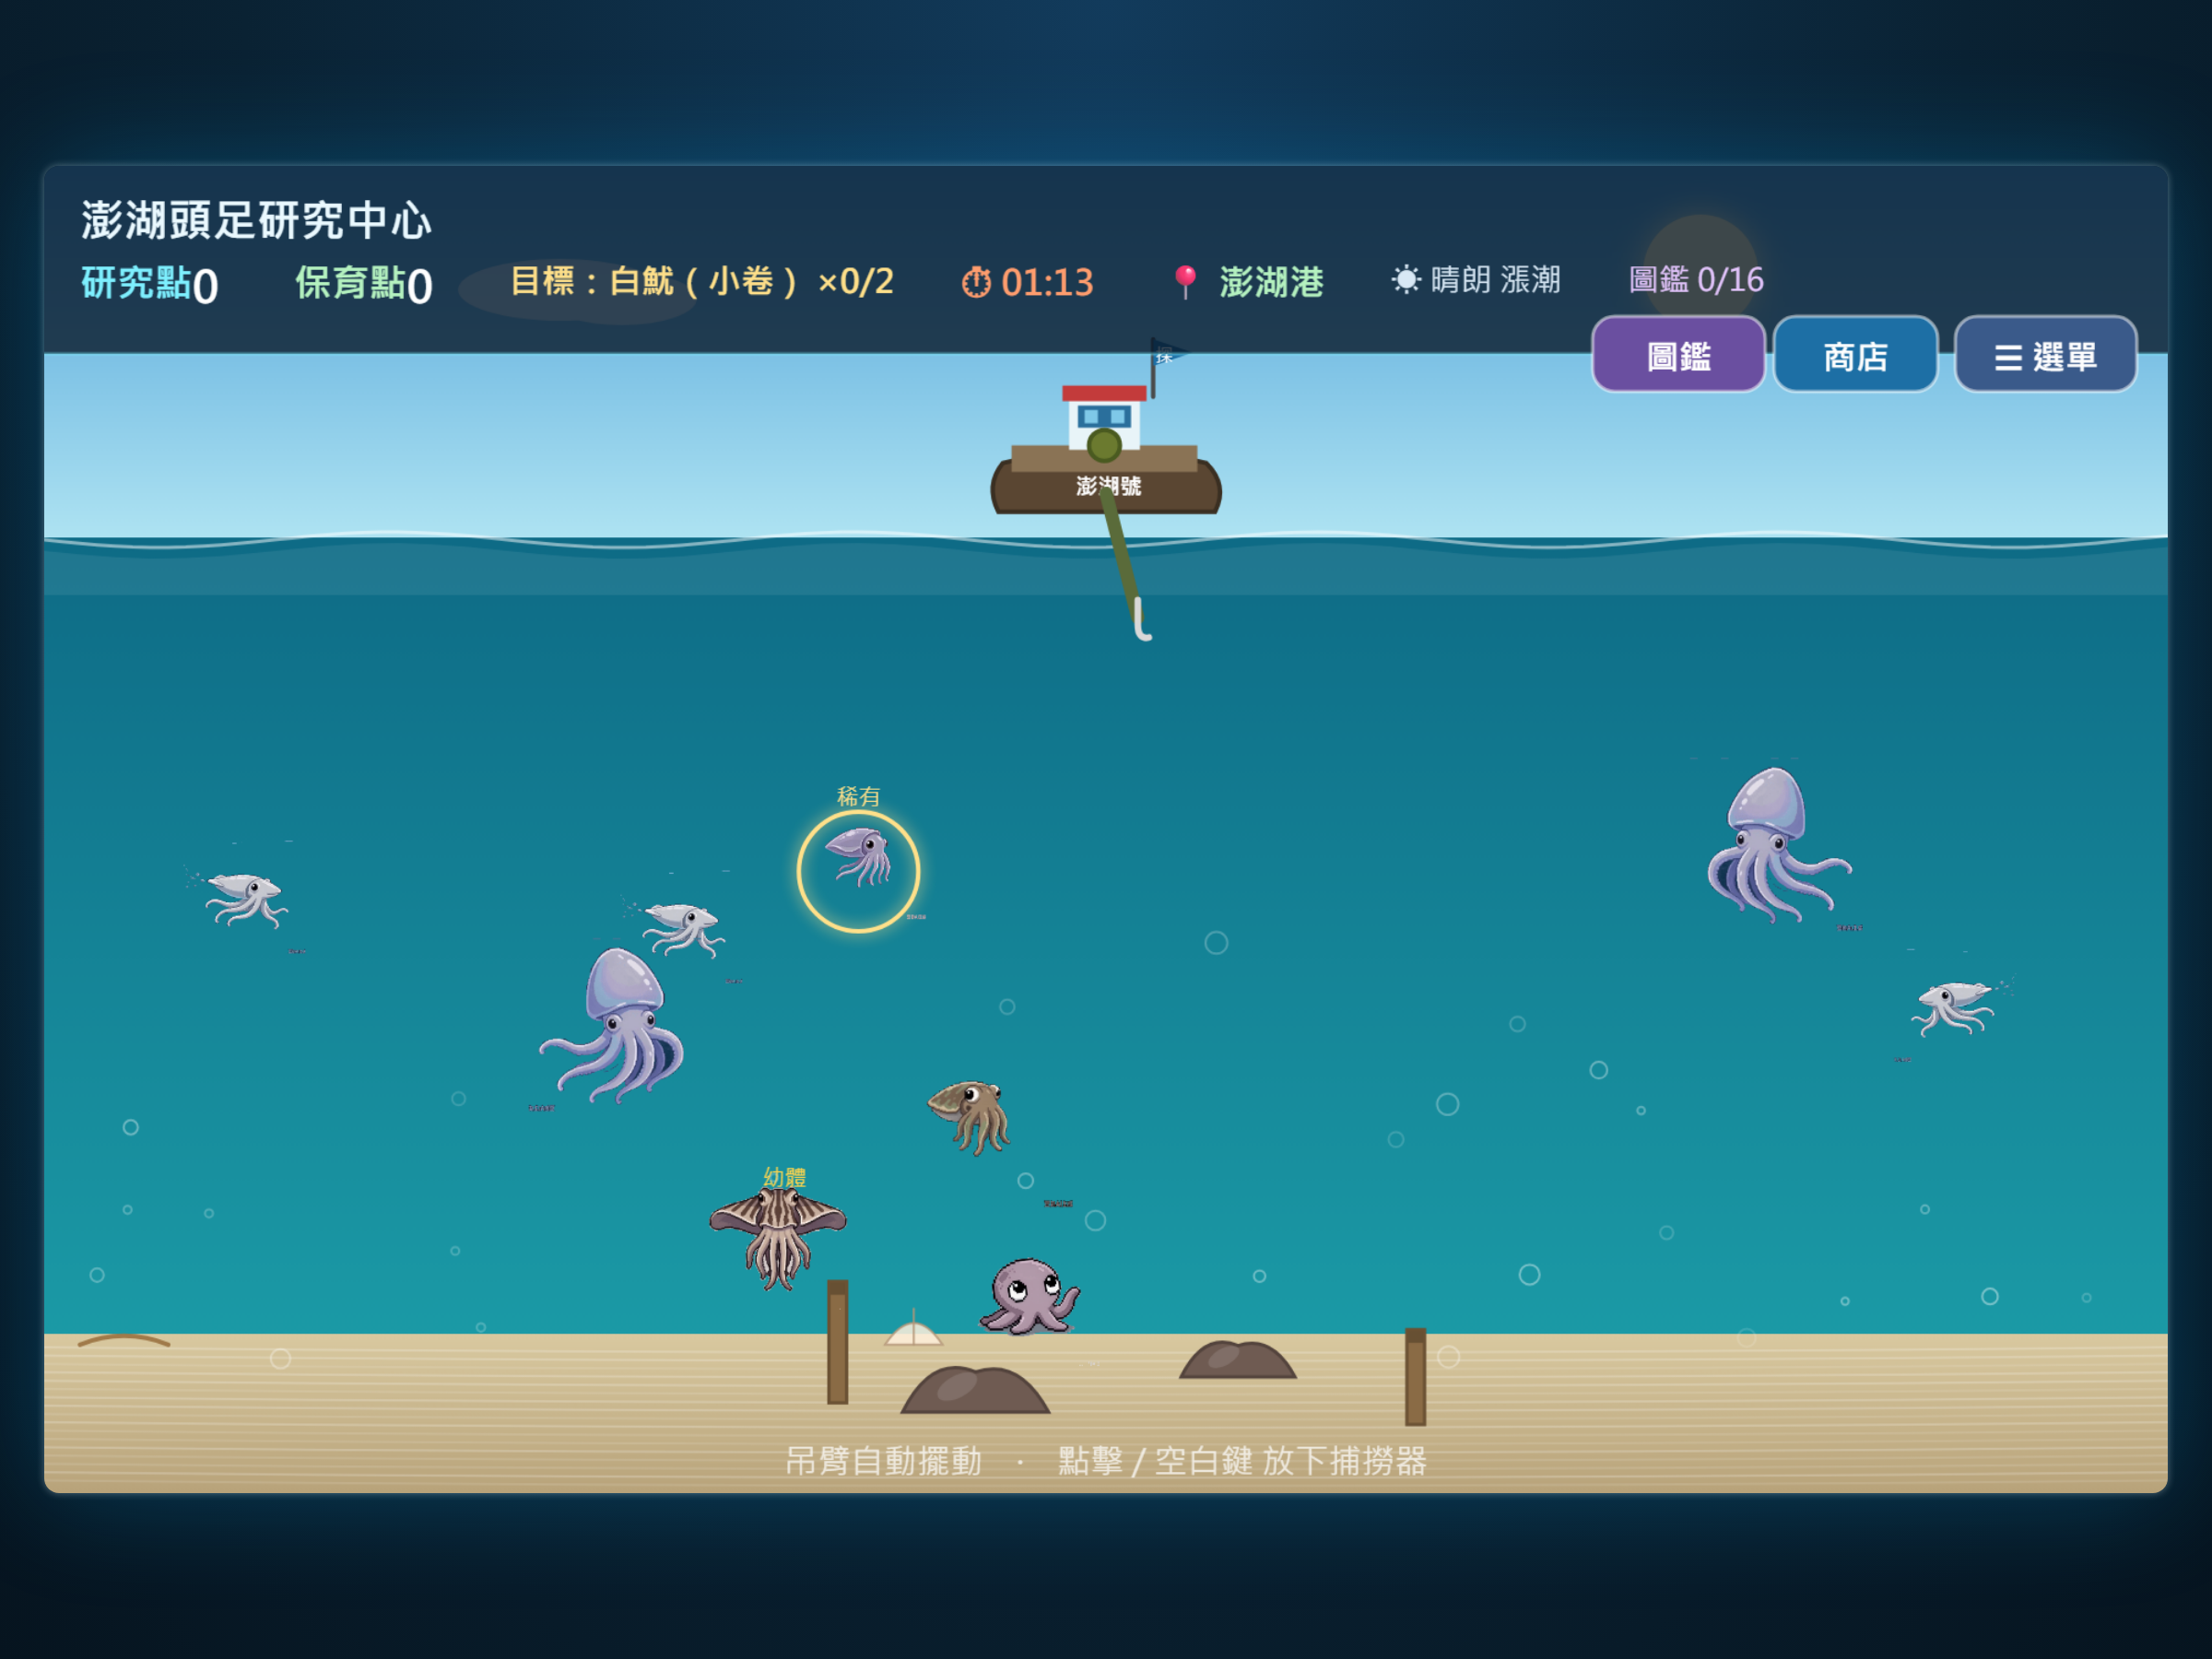 澎湖頭足研究中心
研究點0 保育點0 目標：白魷（小卷）×0/2 01:13 澎湖港 晴朗 漲潮 圖鑑 0/16
圖鑑 商店 ☰ 選單
探
澎湖號
稀有
幼體
吊臂自動擺動 · 點擊 / 空白鍵 放下捕撈器